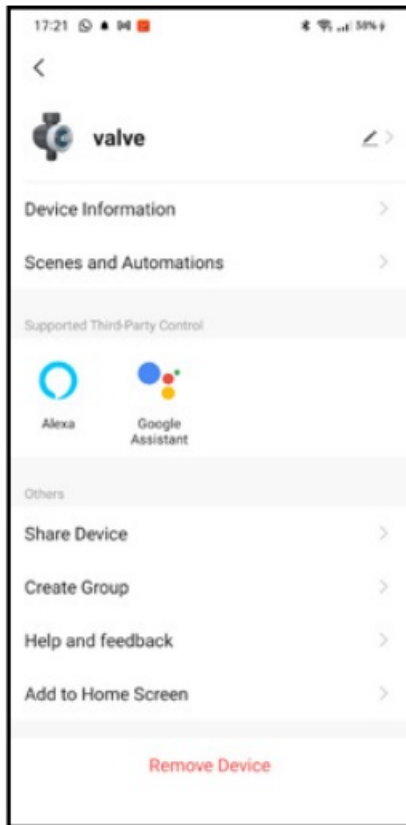 17:21
58%
valve
Device Information
Scenes and Automations
Supported Third-Party Control
Alexa
Google
Assistant
Others
Share Device
Create Group
Help and feedback
Add to Home Screen
Remove Device